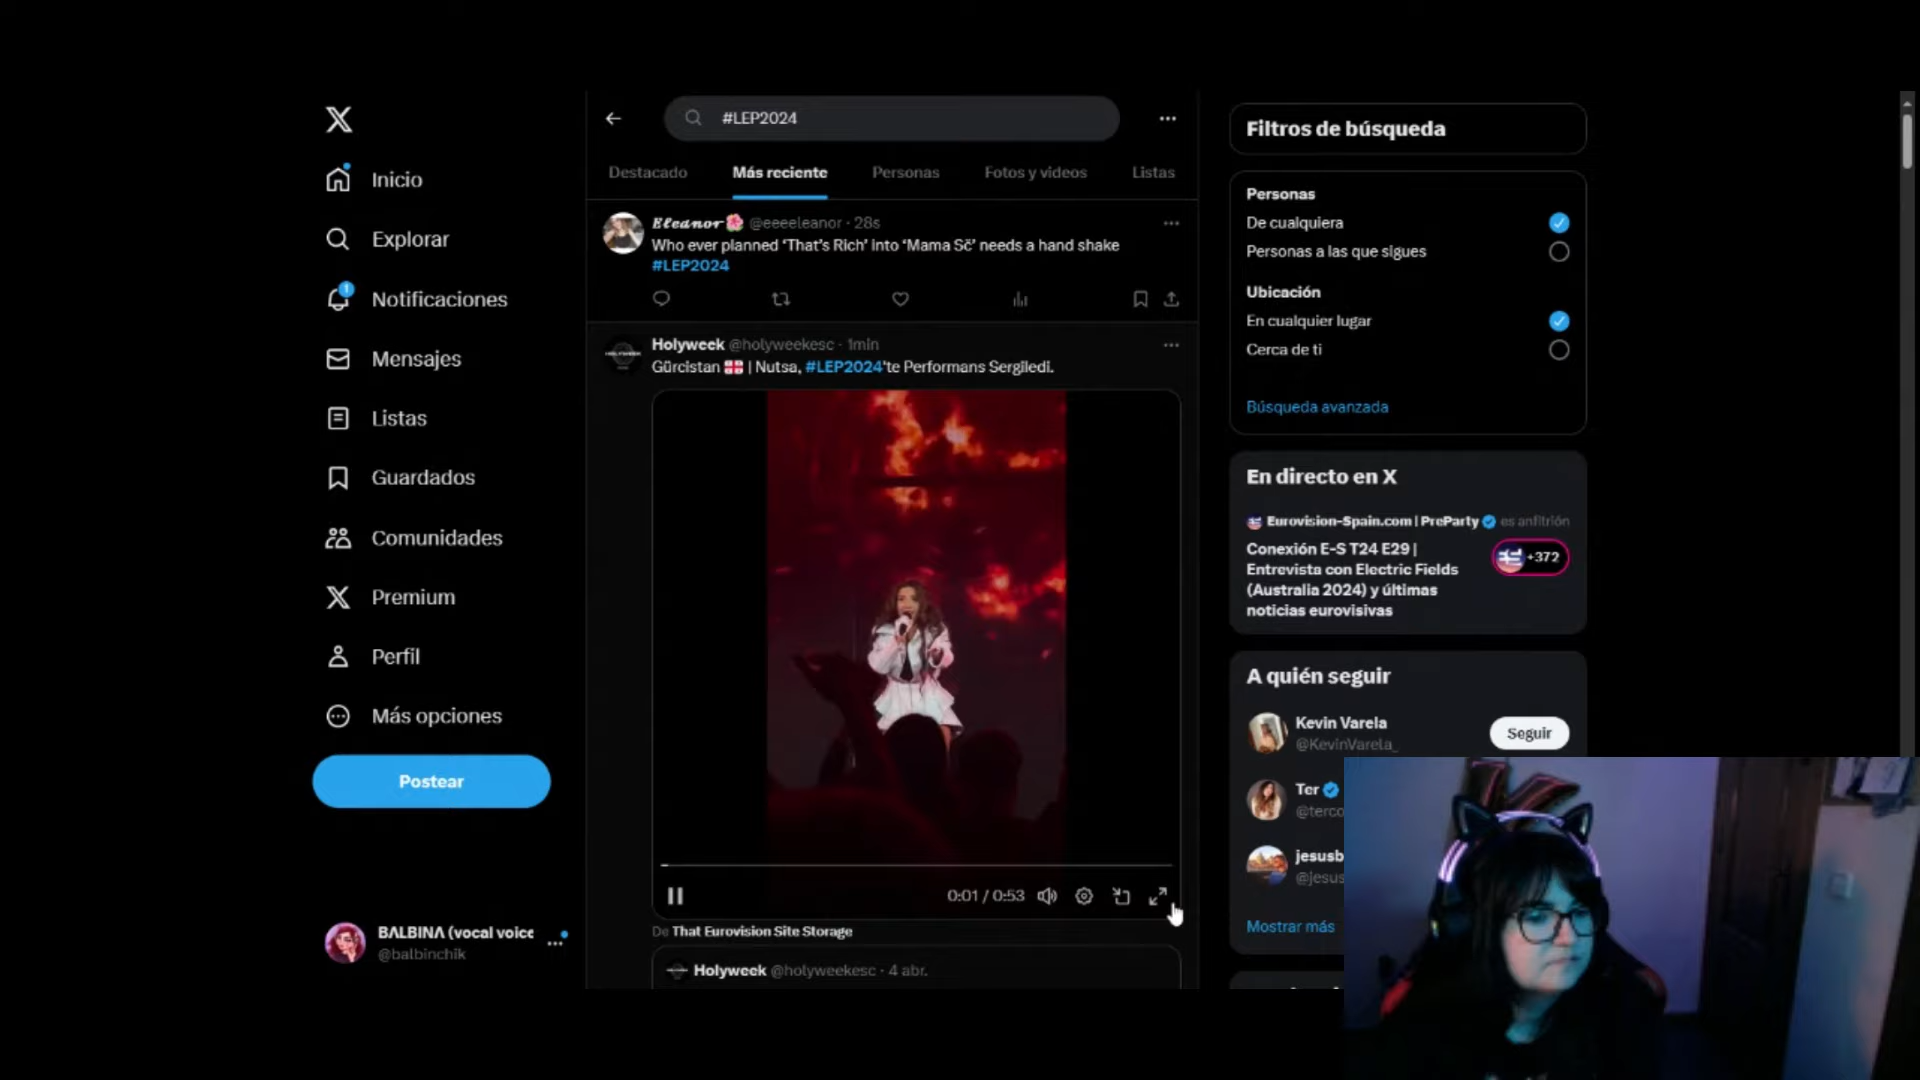 Inicio
Explorar
1
Notificaciones
Mensajes
Listas
Guardados
Comunidades
Premium
Perfil
Más opciones
Postear
BALBINA (vocal voice
@balbinchik
#LEP2024
Destacado
Más reciente
Personas
Fotos y videos
Listas
Eleanor @eeeeleanor · 28s
Who ever planned ‘That’s Rich’ into ‘Mama Sč’ needs a hand shake
#LEP2024
Holyweek @holyweekesc · 1min
Gürcistan | Nutsa, #LEP2024'te Performans Sergiledi.
0:01 / 0:53
De That Eurovision Site Storage
Holyweek @holyweekesc · 4 abr.
Filtros de búsqueda
Personas
De cualquiera
Personas a las que sigues
Ubicación
En cualquier lugar
Cerca de ti
Búsqueda avanzada
En directo en X
Eurovision-Spain.com | PreParty es anfitrión
Conexión E-S T24 E29 |
Entrevista con Electric Fields
(Australia 2024) y últimas
noticias eurovisivas
+372
A quién seguir
Kevin Varela
@KevinVarela_
Seguir
Ter
@terco
jesusb
@jesus
Mostrar más